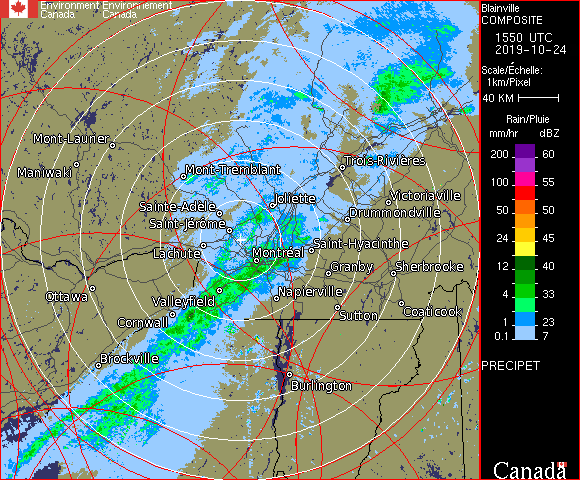 Environment Environnement
Canada Canada
Blainville
COMPOSITE
1550 UTC
2019-10-24
Scale/Échelle:
1km/Pixel
40 KM
Rain/Pluie
mm/hr dBZ
200 60
100 55
50 50
24 45
12 40
4 33
1 23
0.1 7
PRECIPET
Mont-Laurier
Trois-Rivières
Maniwaki
Mont-Tremblant
Joliette
Victoriaville
Sainte-Adèle
Drummondville
Saint-Jérôme
Saint-Hyacinthe
Lachute
Montréal
Granby
Sherbrooke
Ottawa
Valleyfield
Napierville
Cornwall
Sutton
Coaticook
Brockville
Burlington
Canada